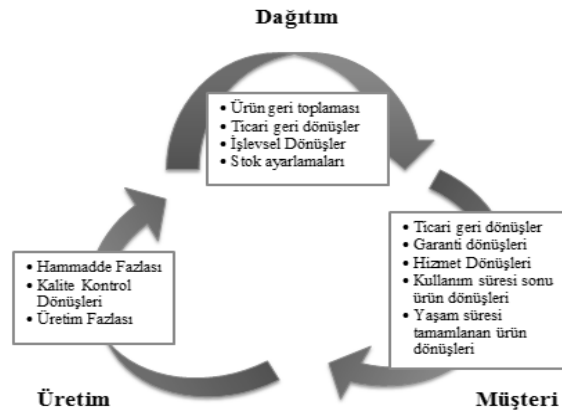 Dağıtım
• Ürün geri toplaması
• Ticari geri dönüşler
• İşlevsel Dönüşler
• Stok ayarlamaları
• Ticari geri dönüşler
• Garanti dönüşleri
• Hizmet Dönüşleri
• Kullanım süresi sonu
ürün dönüşleri
• Yaşam süresi
tamamlanan ürün
dönüşleri
• Hammadde Fazlası
• Kalite Kontrol
Dönüşleri
• Üretim Fazlası
Üretim
Müşteri